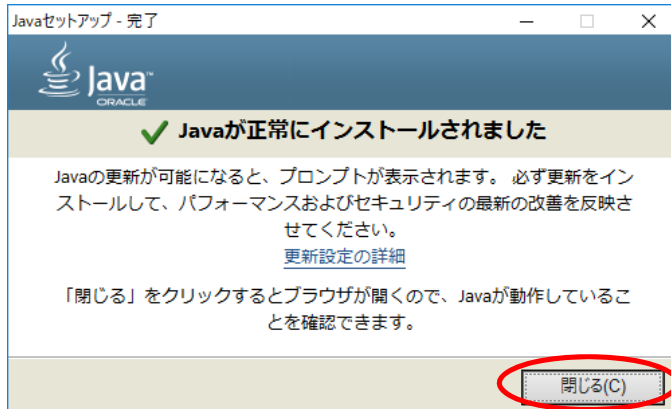 Javaセットアップ - 完了
Java™
ORACLE
Javaが正常にインストールされました
Javaの更新が可能になると、プロンプトが表示されます。 必ず更新をイン
ストールして、パフォーマンスおよびセキュリティの最新の改善を反映さ
せてください。
更新設定の詳細
「閉じる」をクリックするとブラウザが開くので、Javaが動作しているこ
とを確認できます。
閉じる(C)